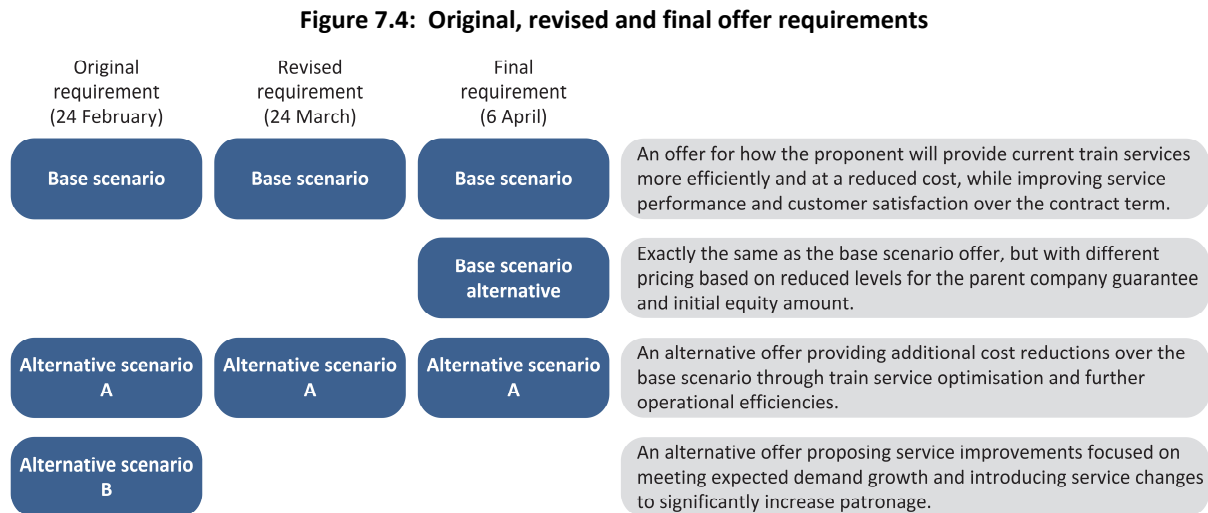 Figure 7.4: Original, revised and final offer requirements
Original
requirement
(24 February)
Revised
requirement
(24 March)
Final
requirement
(6 April)
Base scenario
Base scenario
Base scenario
An offer for how the proponent will provide current train services
more efficiently and at a reduced cost, while improving service
performance and customer satisfaction over the contract term.
Base scenario
alternative
Exactly the same as the base scenario offer, but with different
pricing based on reduced levels for the parent company guarantee
and initial equity amount.
Alternative scenario
A
Alternative scenario
A
Alternative scenario
A
An alternative offer providing additional cost reductions over the
base scenario through train service optimisation and further
operational efficiencies.
Alternative scenario
B
An alternative offer proposing service improvements focused on
meeting expected demand growth and introducing service changes
to significantly increase patronage.